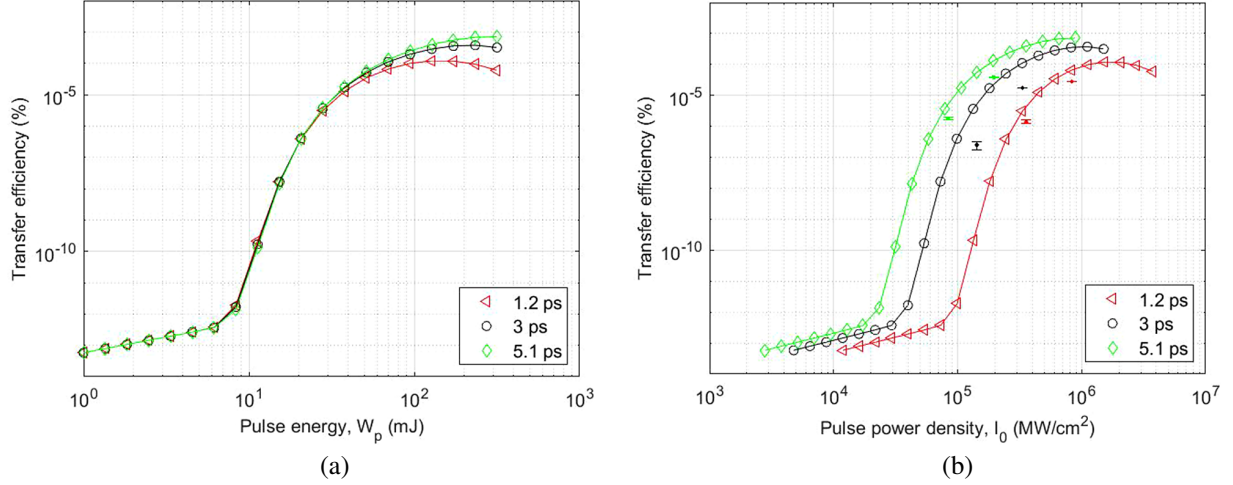 10^-5
10^-10
Transfer efficiency (%)
10^0
10^1
10^2
10^3
Pulse energy, W_p (mJ)
1.2 ps
3 ps
5.1 ps
(a)
10^-5
10^-10
Transfer efficiency (%)
10^3
10^4
10^5
10^6
10^7
Pulse power density, I_0 (MW/cm^2)
1.2 ps
3 ps
5.1 ps
(b)